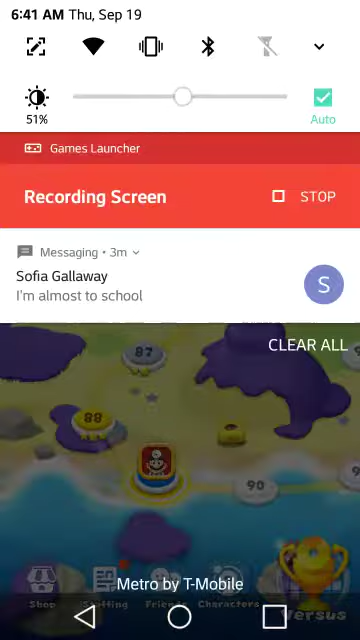 6:41 AM Thu, Sep 19
51%
Auto
Games Launcher
Recording Screen
STOP
Messaging • 3m
Sofia Gallaway
I'm almost to school
S
CLEAR ALL
87
88
90
Metro by T-Mobile
Shop
Staffing
Friends
Characters
Versus